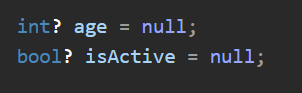 int? age = null;
bool? isActive = null;